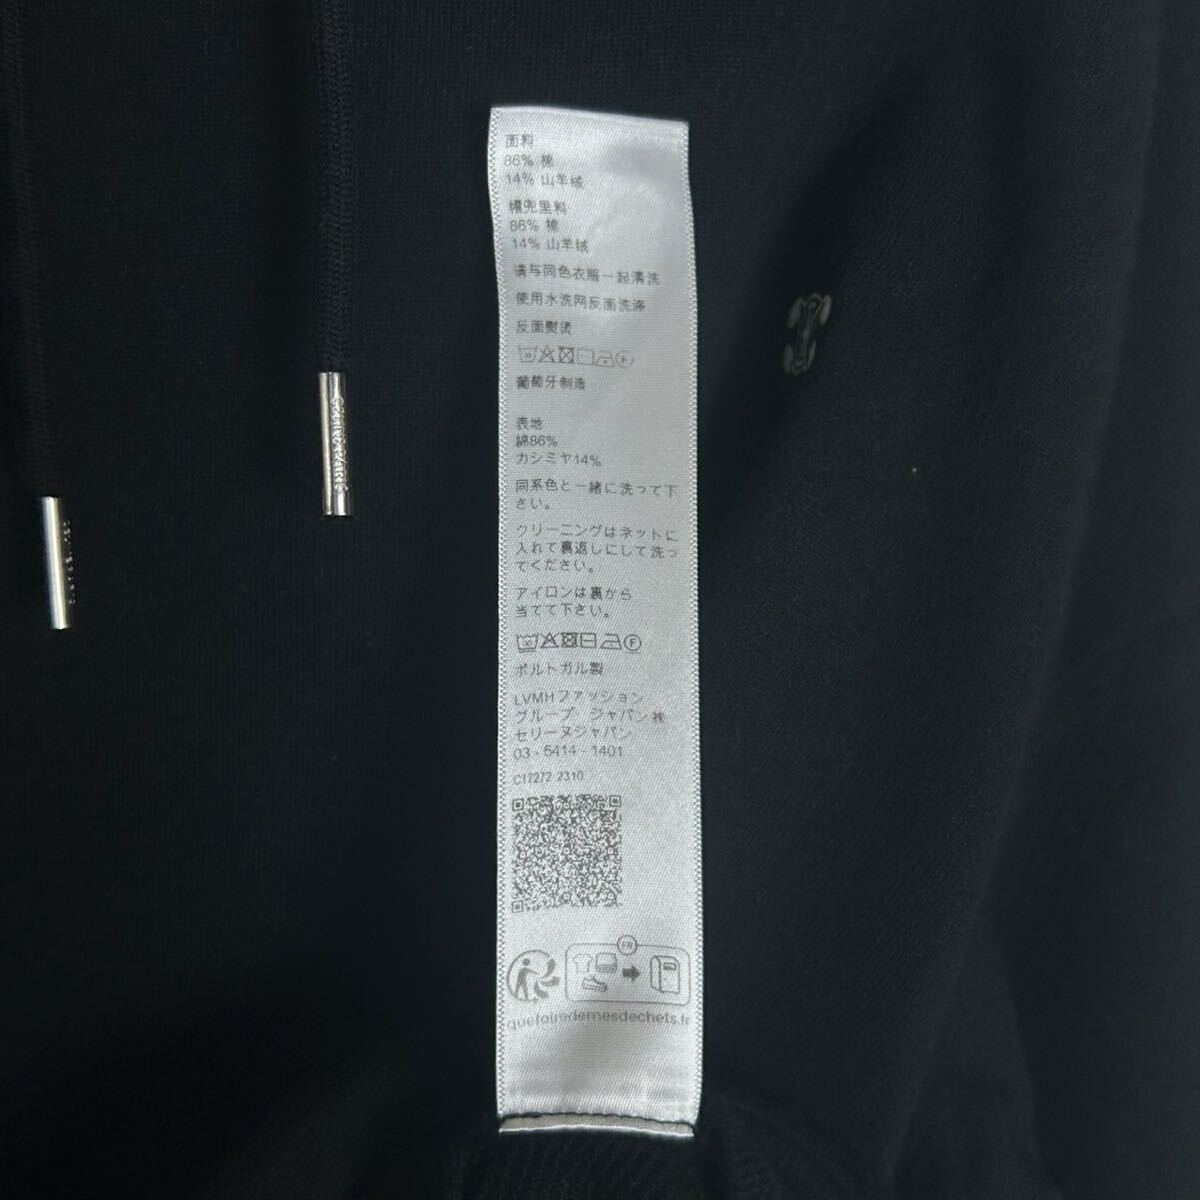 面料
86% 棉
14% 山羊绒
帽兜里料
86% 棉
14% 山羊绒
请与同色衣服一起清洗
使用水洗网反面洗涤
反面熨烫
葡萄牙制造
表地
綿86%
カシミヤ14%
同系色と一緒に洗って下
さい。
クリーニングはネットに
入れて裏返しにして洗っ
てください。
アイロンは裏から
当てて下さい。
F
ポルトガル製
LVMHファッション
グループ ジャパン株
セリーヌジャパン
03 - 5414 - 1401
C17272 2310
FR
quefairedemesdechets.fr